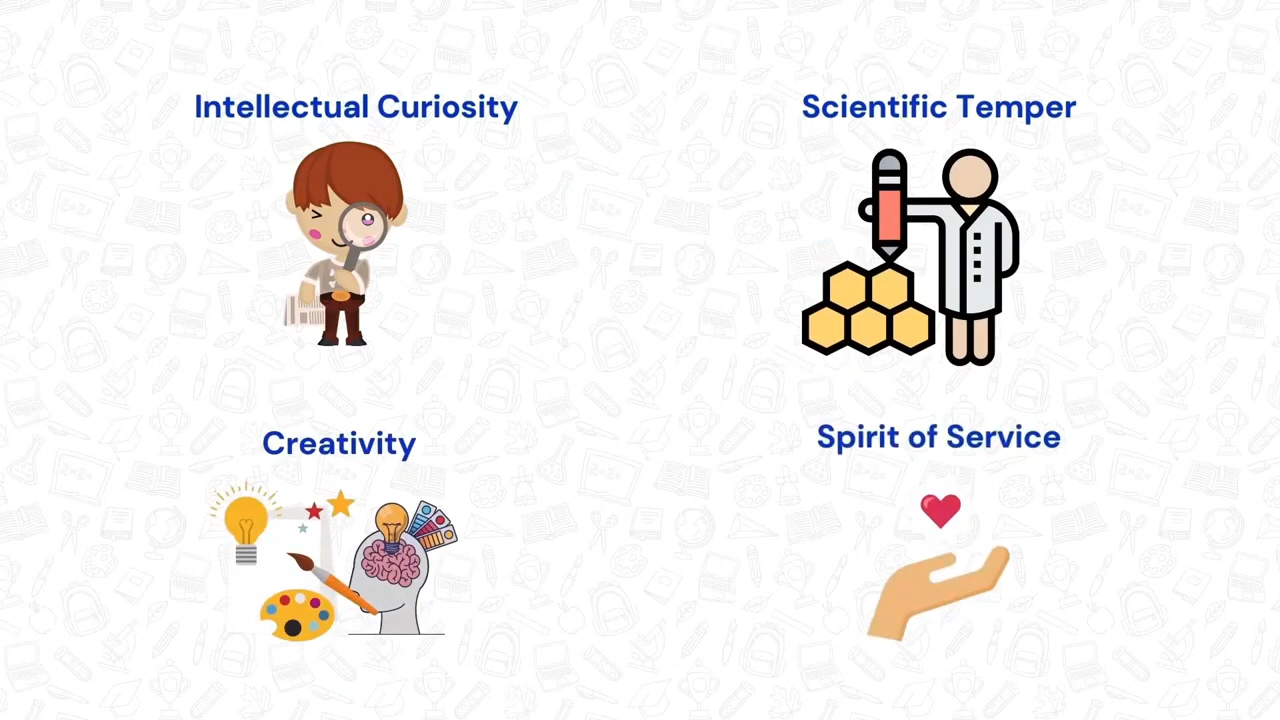 Intellectual Curiosity
Scientific Temper
Creativity
Spirit of Service